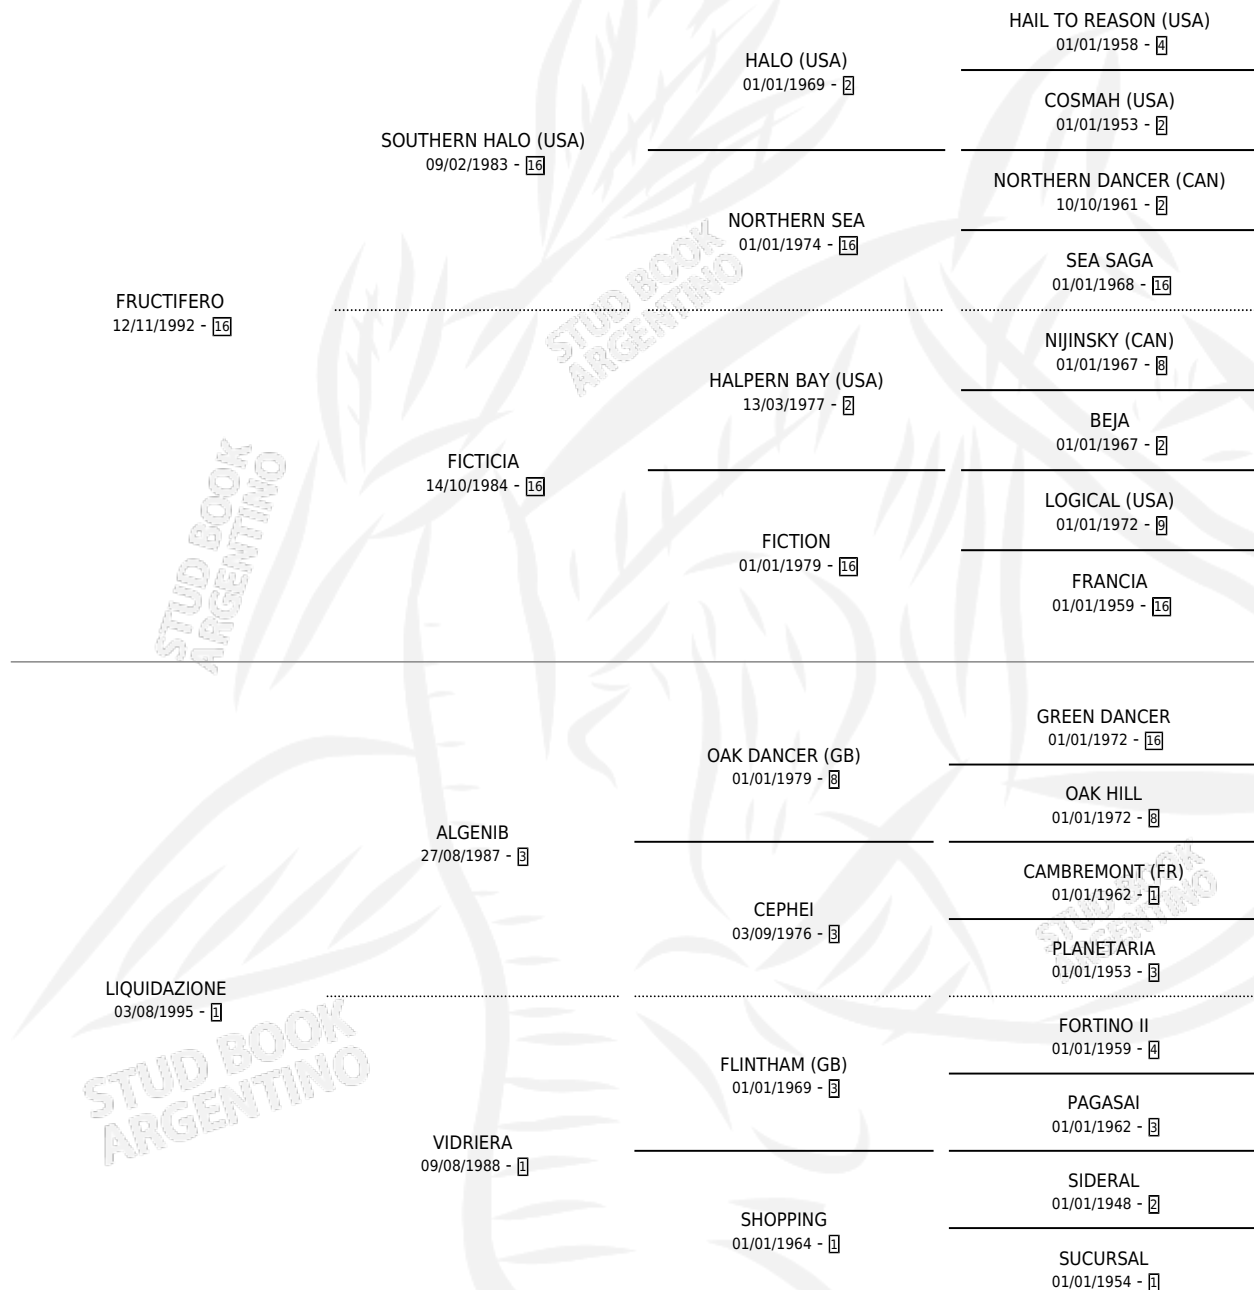 HAIL TO REASON (USA)
01/01/1958 - 4
HALO (USA)
01/01/1969 - 2
COSMAH (USA)
01/01/1953 - 2
SOUTHERN HALO (USA)
09/02/1983 - 16
NORTHERN DANCER (CAN)
10/10/1961 - 2
NORTHERN SEA
01/01/1974 - 16
SEA SAGA
01/01/1968 - 16
FRUCTIFERO
12/11/1992 - 16
STUD BOOK
ARGENTINO
NIJINSKY (CAN)
01/01/1967 - 8
HALPERN BAY (USA)
13/03/1977 - 2
BEJA
01/01/1967 - 2
FICTICIA
14/10/1984 - 16
LOGICAL (USA)
01/01/1972 - 9
FICTION
01/01/1979 - 16
FRANCIA
01/01/1959 - 16
STUD BOOK
ARGENTINO
GREEN DANCER
01/01/1972 - 16
OAK DANCER (GB)
01/01/1979 - 8
OAK HILL
01/01/1972 - 8
ALGENIB
27/08/1987 - 3
CAMBREMONT (FR)
01/01/1962 - 1
CEPHEI
03/09/1976 - 3
STUD BOOK
ARGENTINO
PLANETARIA
01/01/1953 - 3
LIQUIDAZIONE
03/08/1995 - 1
STUD BOOK
ARGENTINO
FORTINO II
01/01/1959 - 4
FLINTHAM (GB)
01/01/1969 - 3
PAGASAI
01/01/1962 - 3
VIDRIERA
09/08/1988 - 1
SIDERAL
01/01/1948 - 2
SHOPPING
01/01/1964 - 1
SUCURSAL
01/01/1954 - 1